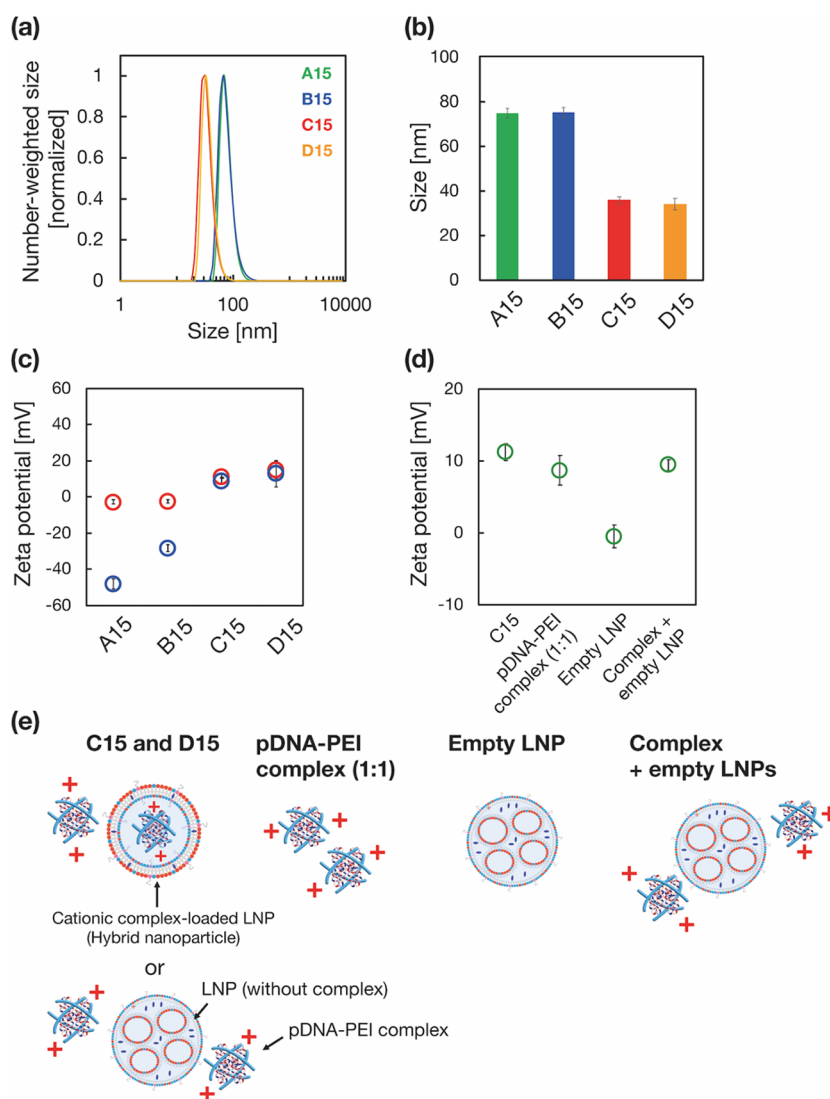 (a)
Number-weighted size
[normalized]
1
0.8
0.6
0.4
0.2
0
A15
B15
C15
D15
1
100
10000
Size [nm]
(b)
Size [nm]
100
80
60
40
20
0
A15
B15
C15
D15
(c)
Zeta potential [mV]
60
40
20
0
-20
-40
-60
A15
B15
C15
D15
(d)
Zeta potential [mV]
20
10
0
-10
C15
pDNA-PEI
complex (1:1)
Empty LNP
Complex +
empty LNP
(e)
C15 and D15
pDNA-PEI
complex (1:1)
Empty LNP
Complex
+ empty LNPs
Cationic complex-loaded LNP
(Hybrid nanoparticle)
or
LNP (without complex)
pDNA-PEI complex